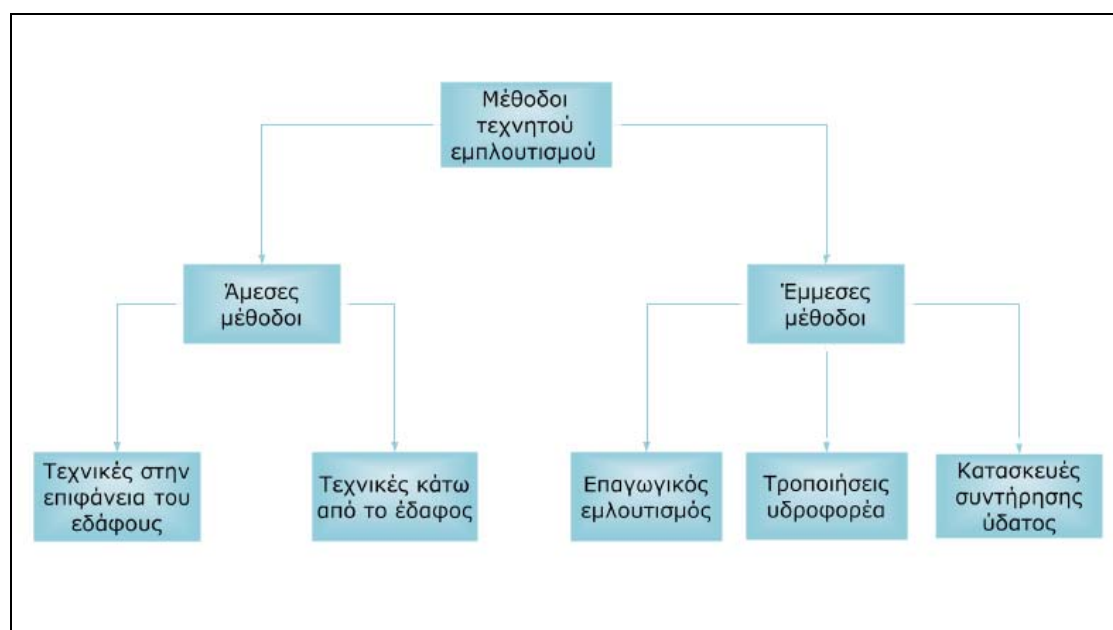 Μέθοδοι
τεχνητού
εμπλουτισμού
Άμεσες
μέθοδοι
Έμμεσες
μέθοδοι
Τεχνικές στην
επιφάνεια του
εδάφους
Τεχνικές κάτω
από το έδαφος
Επαγωγικός
εμλουτισμός
Τροποιήσεις
υδροφορέα
Κατασκευές
συντήρησης
ύδατος